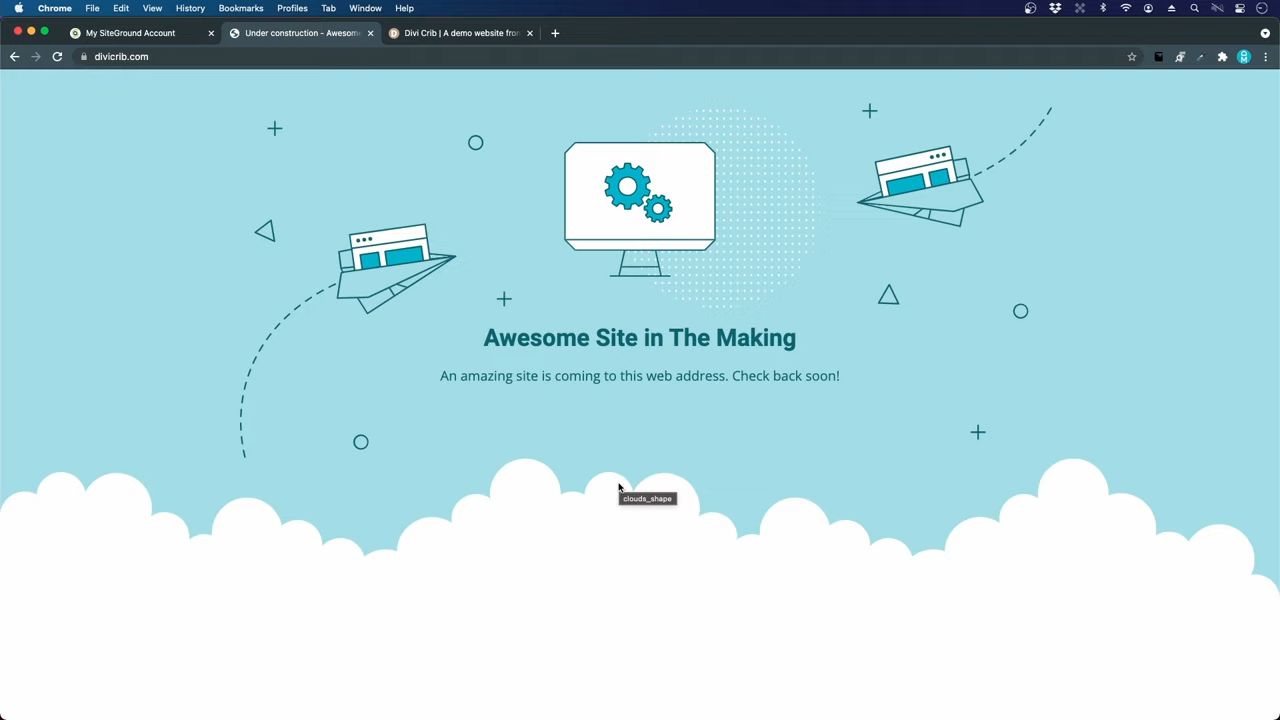 Chrome File Edit View History Bookmarks Profiles Tab Window Help
My SiteGround Account
Under construction - Awesom
Divi Crib | A demo website from
divicrib.com
Awesome Site in The Making
An amazing site is coming to this web address. Check back soon!
clouds_shape